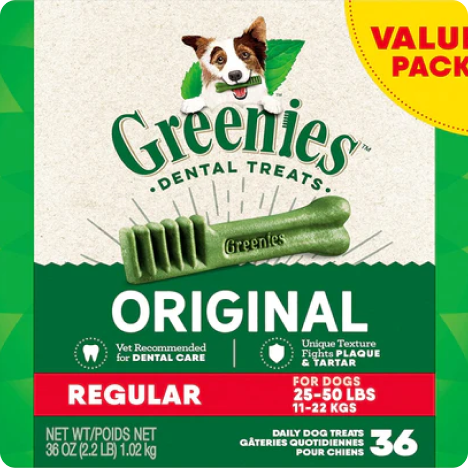 VALUE
PACK
Greenies™
• DENTAL TREATS •
Greenies
ORIGINAL
Vet Recommended
for DENTAL CARE
Unique Texture
Fights PLAQUE
& TARTAR
REGULAR
FOR DOGS
25-50 LBS
11-22 KGS
NET WT/POIDS NET
36 OZ (2.2 LB) 1.02 kg
DAILY DOG TREATS
GÂTERIES QUOTIDIENNES
POUR CHIENS
36